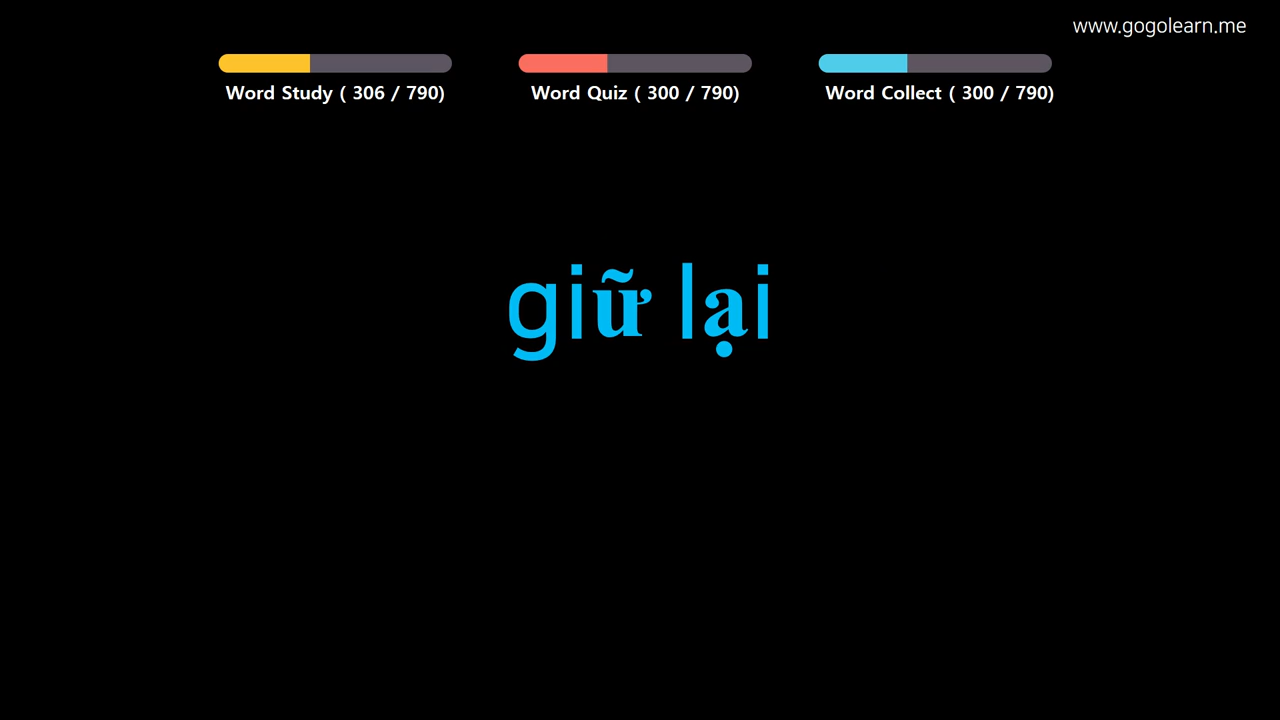 www.gogolearn.me
Word Study ( 306 / 790)
Word Quiz ( 300 / 790)
Word Collect ( 300 / 790)
giữ lại